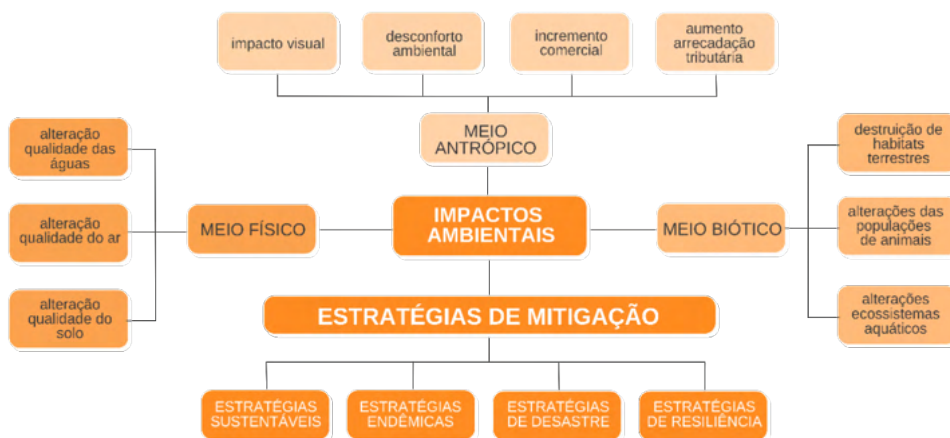 impacto visual
desconforto
ambiental
incremento
comercial
aumento
arrecadação
tributária
MEIO
ANTRÓPICO
alteração
qualidade das
águas
alteração
qualidade do ar
alteração
qualidade do
solo
MEIO FÍSICO
IMPACTOS
AMBIENTAIS
MEIO BIÓTICO
destruição de
habitats
terrestres
alterações das
populações
de animais
alterações
ecossistemas
aquáticos
ESTRATÉGIAS DE MITIGAÇÃO
ESTRATÉGIAS
SUSTENTÁVEIS
ESTRATÉGIAS
ENDÊMICAS
ESTRATÉGIAS
DE DESASTRE
ESTRATÉGIAS
DE RESILIÊNCIA